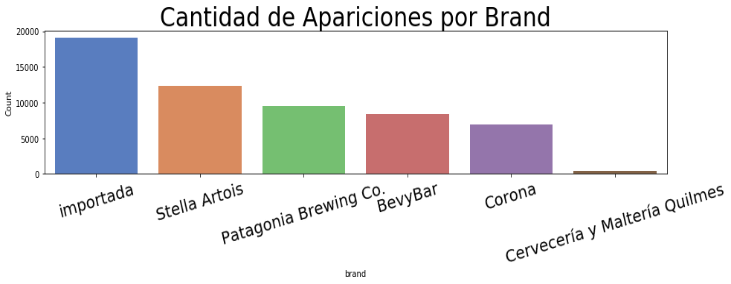 Cantidad de Apariciones por Brand
20000
15000
10000
5000
0
Count
importada
Stella Artois
Patagonia Brewing Co.
BevyBar
Corona
Cervecería y Maltería Quilmes
brand